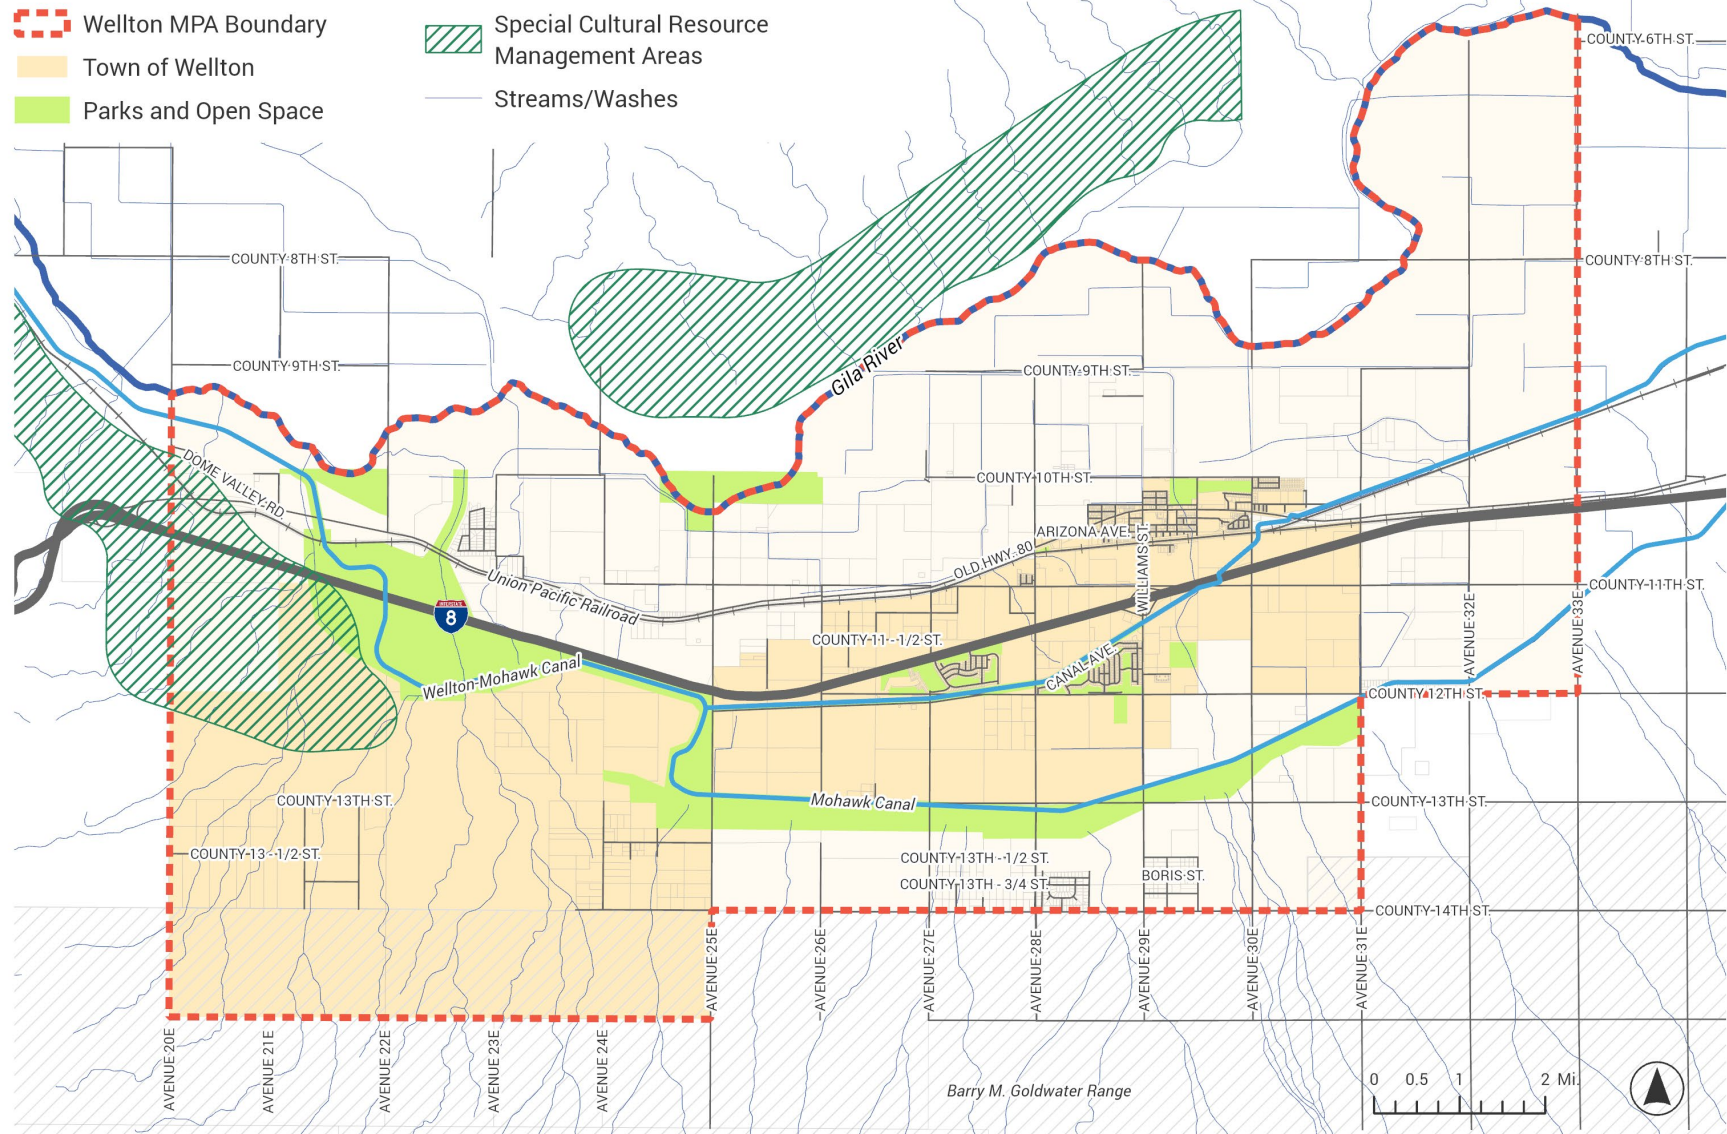 Wellton MPA Boundary
Town of Wellton
Parks and Open Space
Special Cultural Resource
Management Areas
Streams/Washes
COUNTY 6TH ST.
COUNTY 8TH ST.
COUNTY 8TH ST.
COUNTY 9TH ST.
Gila River
COUNTY 9TH ST.
DOME VALLEY RD.
COUNTY 10TH ST.
ARIZONA AVE.
OLD HWY. 80
WILLIAMS ST.
Union Pacific Railroad
INTERSTATE
8
COUNTY 11TH ST.
COUNTY 11 - 1/2 ST.
AVENUE 32E
AVENUE 33E
CANAL AVE.
Wellton-Mohawk Canal
COUNTY 12TH ST.
COUNTY 13TH ST.
Mohawk Canal
COUNTY 13TH ST.
COUNTY 13 - 1/2 ST.
COUNTY 13TH - 1/2 ST.
COUNTY 13TH - 3/4 ST.
BORIS ST.
COUNTY 14TH ST.
AVENUE 25E
AVENUE 26E
AVENUE 27E
AVENUE 28E
AVENUE 29E
AVENUE 30E
AVENUE 31E
AVENUE 20E
AVENUE 21E
AVENUE 22E
AVENUE 23E
AVENUE 24E
Barry M. Goldwater Range
0 0.5 1 2 Mi.